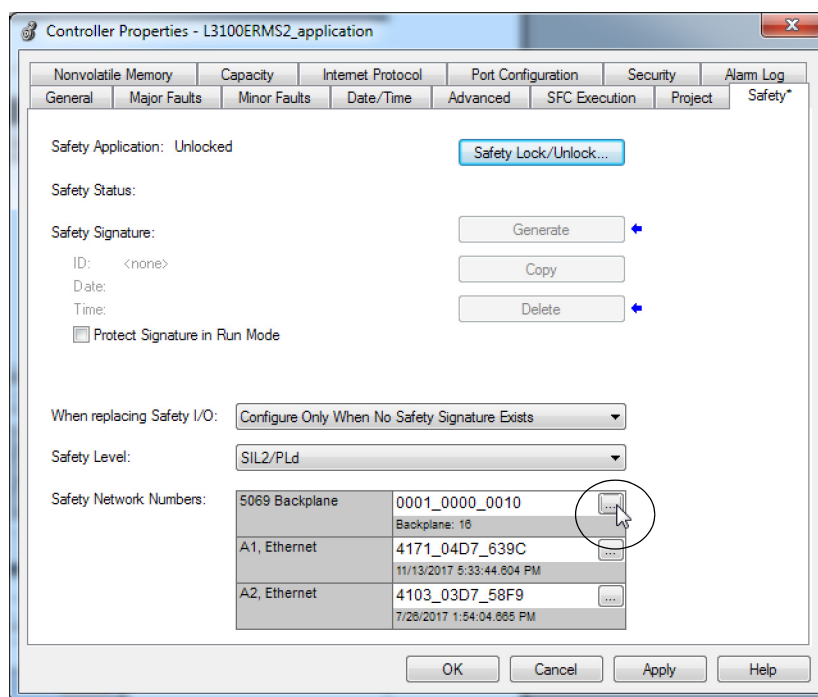 Controller Properties - L3100ERMS2_application
x
Nonvolatile Memory Capacity Internet Protocol Port Configuration Security Alarm Log
General Major Faults Minor Faults Date/Time Advanced SFC Execution Project Safety*
Safety Application: Unlocked Safety Lock/Unlock...
Safety Status:
Safety Signature: Generate
ID: <none> Copy
Date:
Time: Delete
Protect Signature in Run Mode
When replacing Safety I/O: Configure Only When No Safety Signature Exists
Safety Level: SIL2/PLd
Safety Network Numbers: 5069 Backplane 0001_0000_0010 ...
Backplane: 16
A1, Ethernet 4171_04D7_639C ...
11/13/2017 5:33:44.604 PM
A2, Ethernet 4103_03D7_58F9 ...
7/26/2017 1:54:04.665 PM
OK Cancel Apply Help